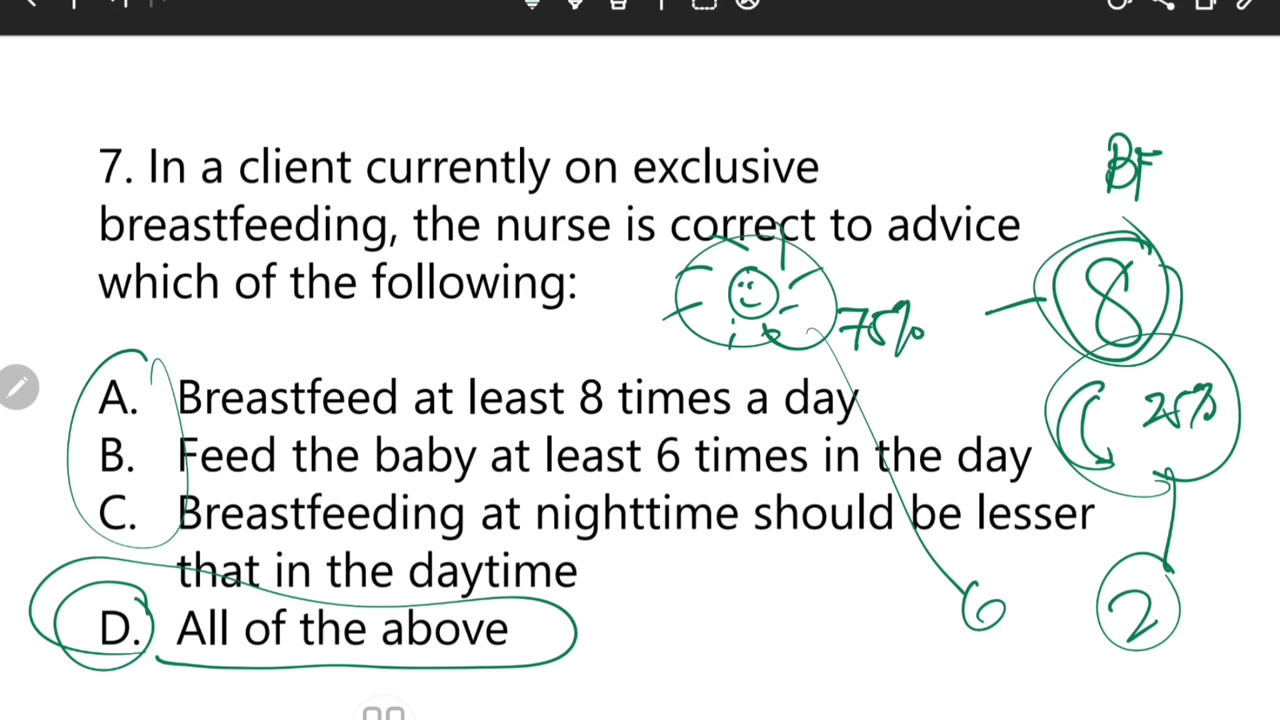 7. In a client currently on exclusive
breastfeeding, the nurse is correct to advice
which of the following:
A. Breastfeed at least 8 times a day
B. Feed the baby at least 6 times in the day
C. Breastfeeding at nighttime should be lesser
that in the daytime
D. All of the above
BF
8
75%
25%
6
2